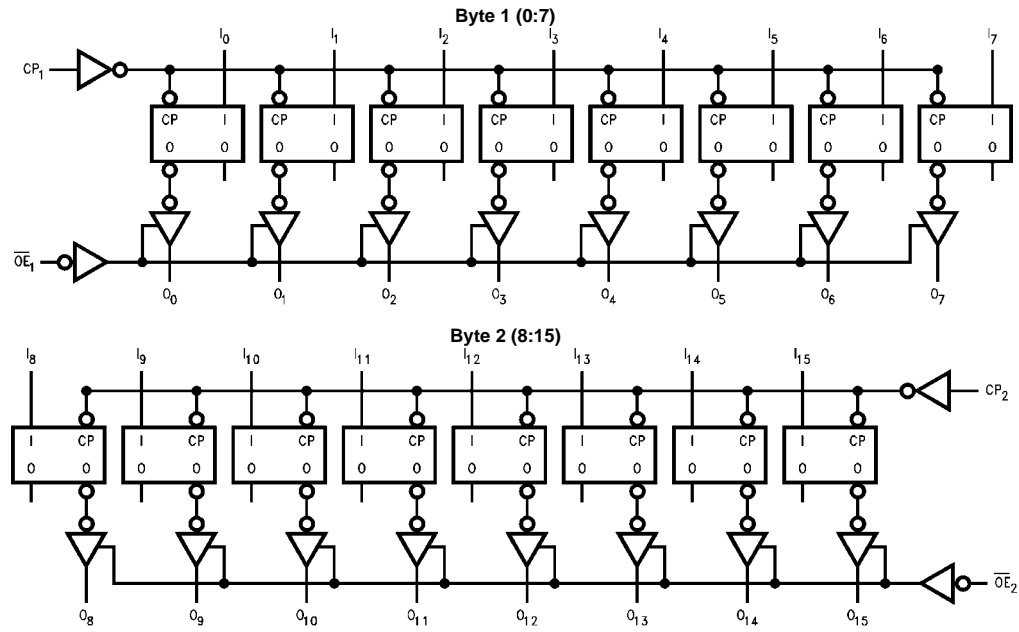 Byte 1 (0:7)
I0 I1 I2 I3 I4 I5 I6 I7
CP1
CP I CP I CP I CP I CP I CP I CP I CP I
O O O O O O O O O O O O O O O O
OE1
O0 O1 O2 O3 O4 O5 O6 O7
Byte 2 (8:15)
I8 I9 I10 I11 I12 I13 I14 I15
CP2
I CP I CP I CP I CP I CP I CP I CP I CP
O O O O O O O O O O O O O O O O
OE2
O8 O9 O10 O11 O12 O13 O14 O15